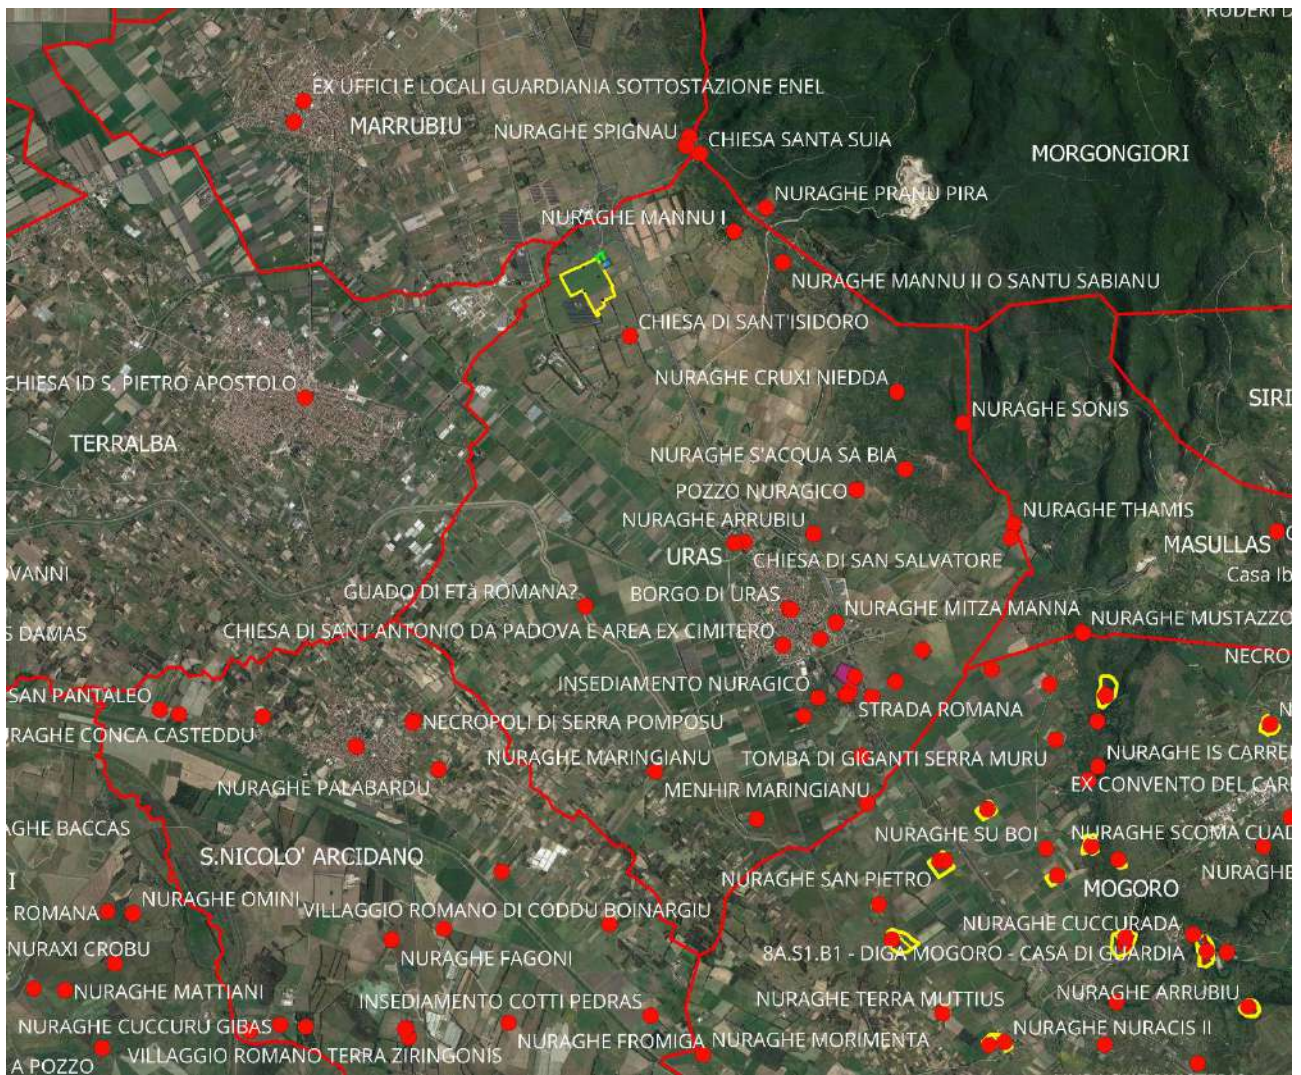 RUDERI D
EX UFFICI E LOCALI GUARDIANIA SOTTOSTAZIONE ENEL
MARRUBIU
NURAGHE SPIGNAU
CHIESA SANTA SUIA
MORGONGIORI
NURAGHE PRANU PIRA
NURAGHE MANNU I
NURAGHE MANNU II O SANTU SABIANU
CHIESA DI SANT'ISIDORO
CHIESA ID S. PIETRO APOSTOLO
NURAGHE CRUXI NIEDDA
SIRI
NURAGHE SONIS
TERRALBA
NURAGHE S'ACQUA SA BIA
POZZO NURAGICO
NURAGHE THAMIS
NURAGHE ARRUBIU
MASULLAS
URAS
CHIESA DI SAN SALVATORE
OVANNI
Casa Ib
GUADO DI ETà ROMANA?
BORGO DI URAS
NURAGHE MITZA MANNA
NURAGHE MUSTAZZO
S DAMAS
CHIESA DI SANT'ANTONIO DA PADOVA E AREA EX CIMITERO
NECRO
SAN PANTALEO
INSEDIAMENTO NURAGICO
STRADA ROMANA
N
NECROPOLI DI SERRA POMPOSU
URAGHE CONCA CASTEDDU
NURAGHE MARINGIANU
TOMBA DI GIGANTI SERRA MURU
NURAGHE IS CARRE
NURAGHE PALABARDU
MENHIR MARINGIANU
EX CONVENTO DEL CAR
AGHE BACCAS
NURAGHE SU BOI
NURAGHE SCOMA CUAD
S.NICOLO' ARCIDANO
NURAGHE SAN PIETRO
NURAGHE
I
MOGORO
NURAGHE OMINI
E ROMANA
VILLAGGIO ROMANO DI CODDU BOINARGIU
NURAGHE CUCCURADA
NURAXI CROBU
NURAGHE FAGONI
8A.S1.B1 - DIGA MOGORO - CASA DI GUARDIA
NURAGHE MATTIANI
INSEDIAMENTO COTTI PEDRAS
NURAGHE TERRA MUTTIUS
NURAGHE ARRUBIU
NURAGHE CUCCURU GIBAS
NURAGHE FROMIGA
NURAGHE MORIMENTA
NURAGHE NURACIS II
A POZZO
VILLAGGIO ROMANO TERRA ZIRINGONIS